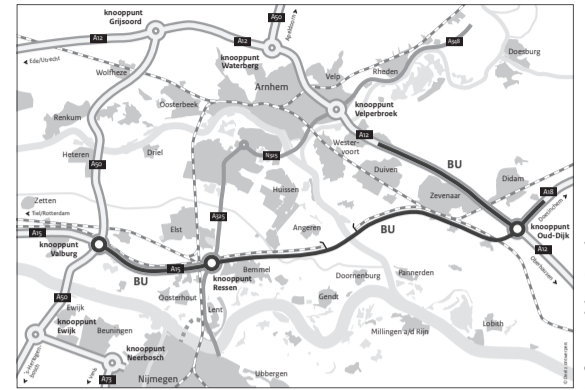 knooppunt
Grijsoord
A50
Apeldoorn
A12
A12
Ede/Utrecht
knooppunt
Waterberg
A348
Doesburg
Wolfheze
Velp
Rheden
Arnhem
Oosterbeek
knooppunt
Velperbroek
Renkum
A12
Wester-
voort
BU
Heteren
Driel
N325
A50
Duiven
Didam
Zevenaar
A18
Huissen
Doetinchem
Zetten
Tiel/Rotterdam
A325
Elst
Angeren
BU
knooppunt
Oud-Dijk
A15
knooppunt
Valburg
A12
Oberhausen
A15
BU
knooppunt
Ressen
Bemmel
Doornenburg
Pannerden
A50
Oosterhout
Gendt
Ewijk
Lent
Lobith
knooppunt
Ewijk
Beuningen
Millingen a/d Rijn
knooppunt
Neerbosch
A73
Nijmegen
Ubbergen